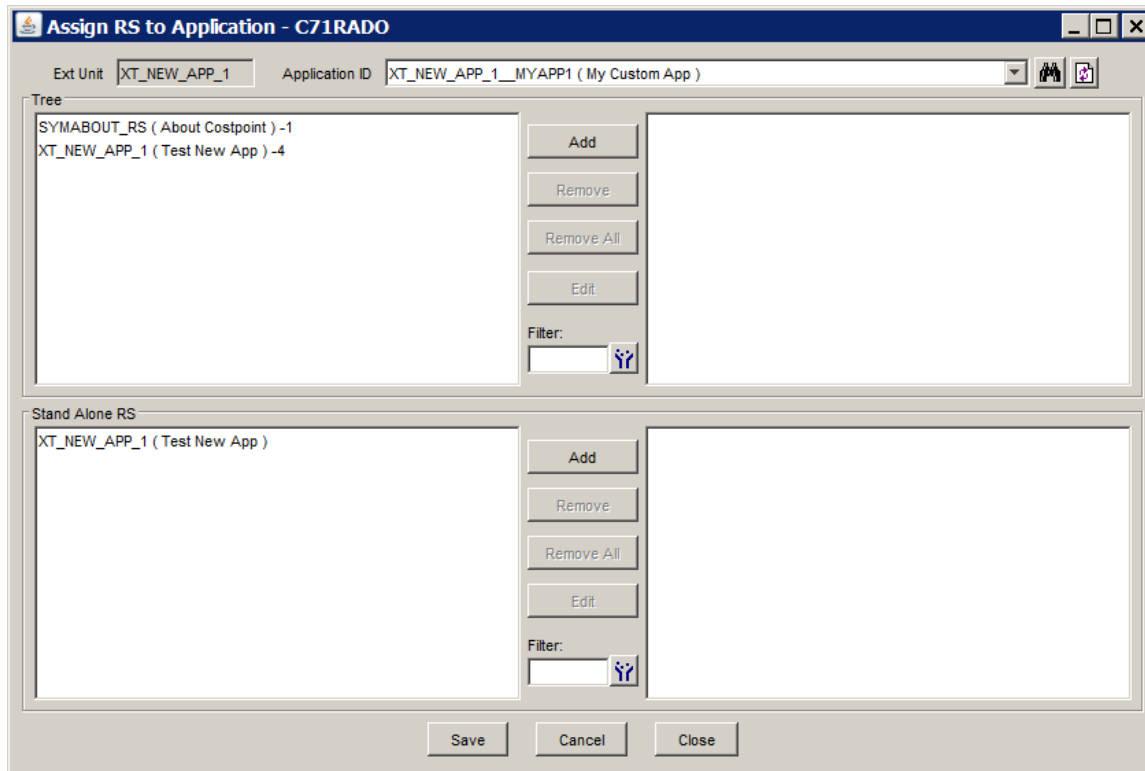 Assign RS to Application - C71RADO
Ext Unit XT_NEW_APP_1 Application ID XT_NEW_APP_1__MYAPP1 ( My Custom App )
Tree
SYMABOUT_RS ( About Costpoint ) -1
XT_NEW_APP_1 ( Test New App ) -4
Add
Remove
Remove All
Edit
Filter:
Stand Alone RS
XT_NEW_APP_1 ( Test New App )
Add
Remove
Remove All
Edit
Filter:
Save Cancel Close